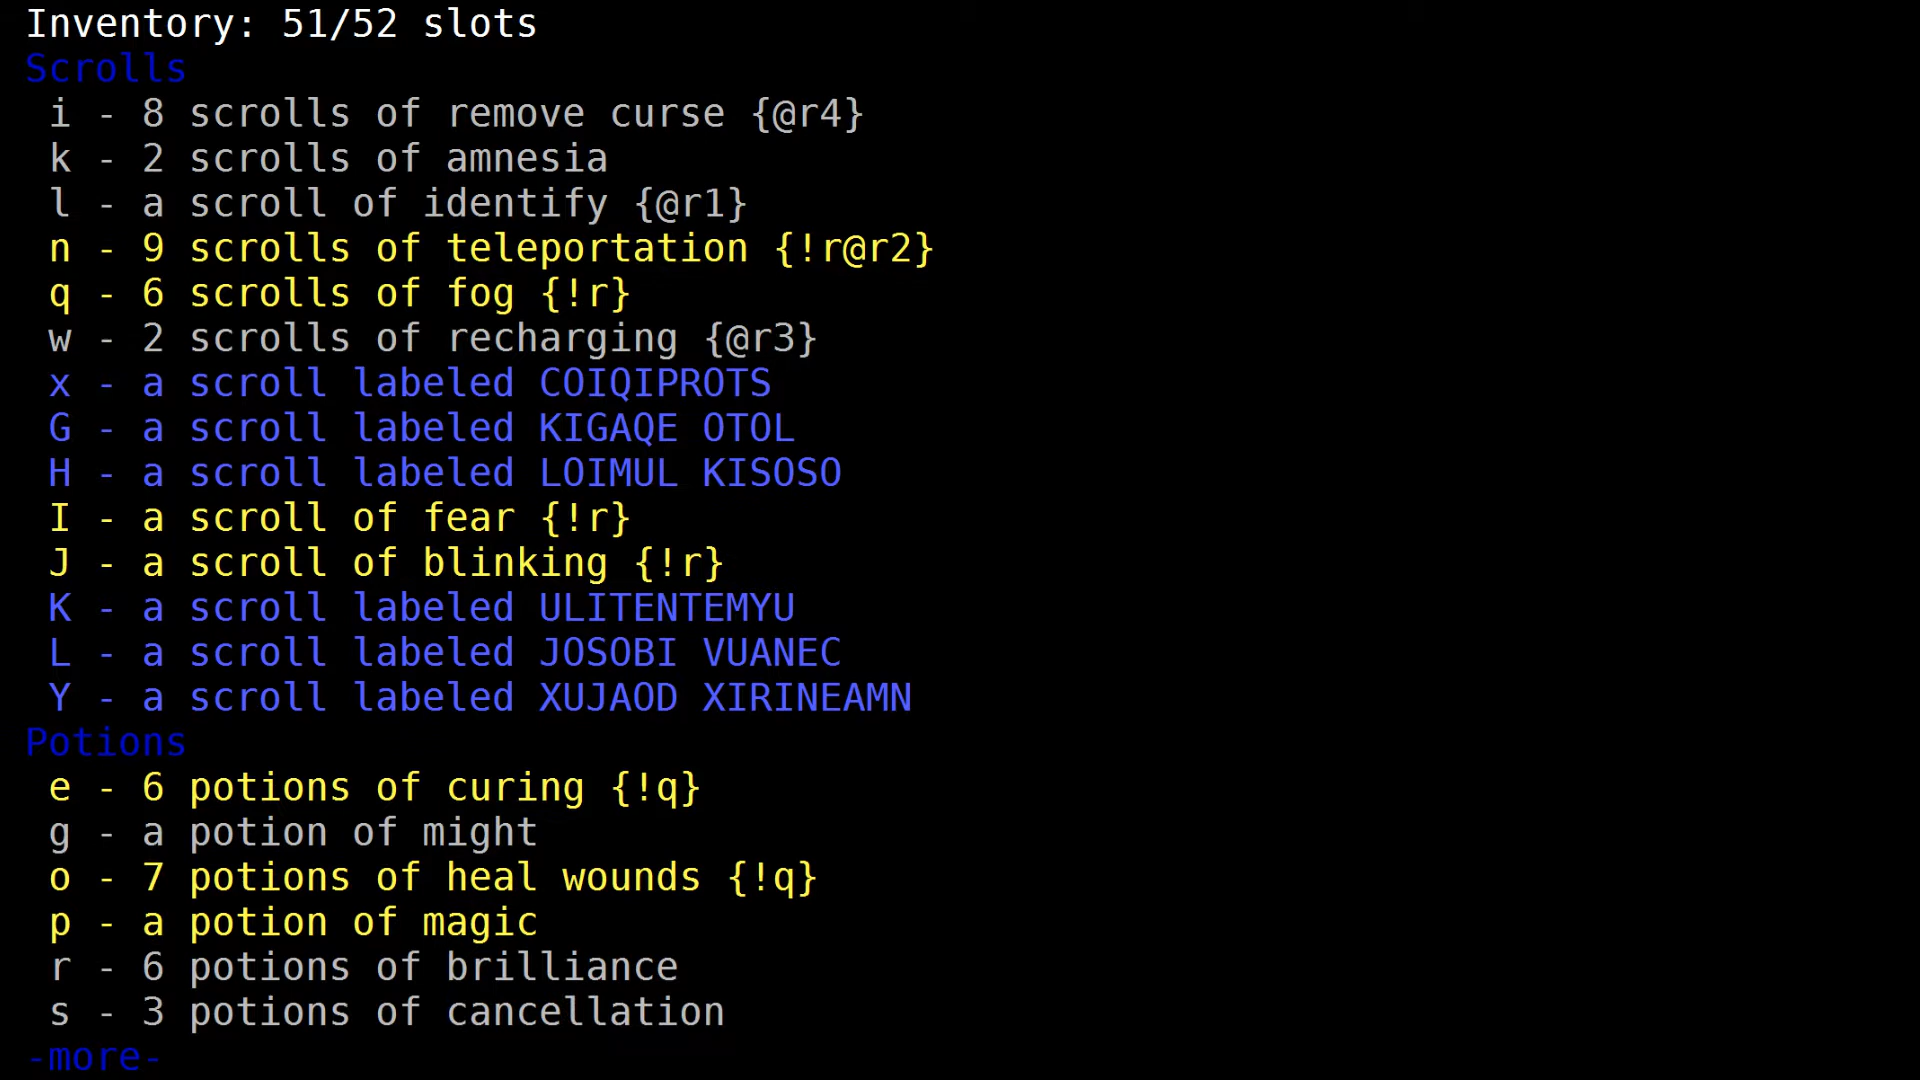 Inventory: 51/52 slots
Scrolls
i - 8 scrolls of remove curse {@r4}
k - 2 scrolls of amnesia
l - a scroll of identify {@r1}
n - 9 scrolls of teleportation {!r@r2}
q - 6 scrolls of fog {!r}
w - 2 scrolls of recharging {@r3}
x - a scroll labeled COIQIPROTS
G - a scroll labeled KIGAQE OTOL
H - a scroll labeled LOIMUL KISOSO
I - a scroll of fear {!r}
J - a scroll of blinking {!r}
K - a scroll labeled ULITENTEMYU
L - a scroll labeled JOSOBI VUANEC
Y - a scroll labeled XUJAOD XIRINEAMN
Potions
e - 6 potions of curing {!q}
g - a potion of might
o - 7 potions of heal wounds {!q}
p - a potion of magic
r - 6 potions of brilliance
s - 3 potions of cancellation
-more-